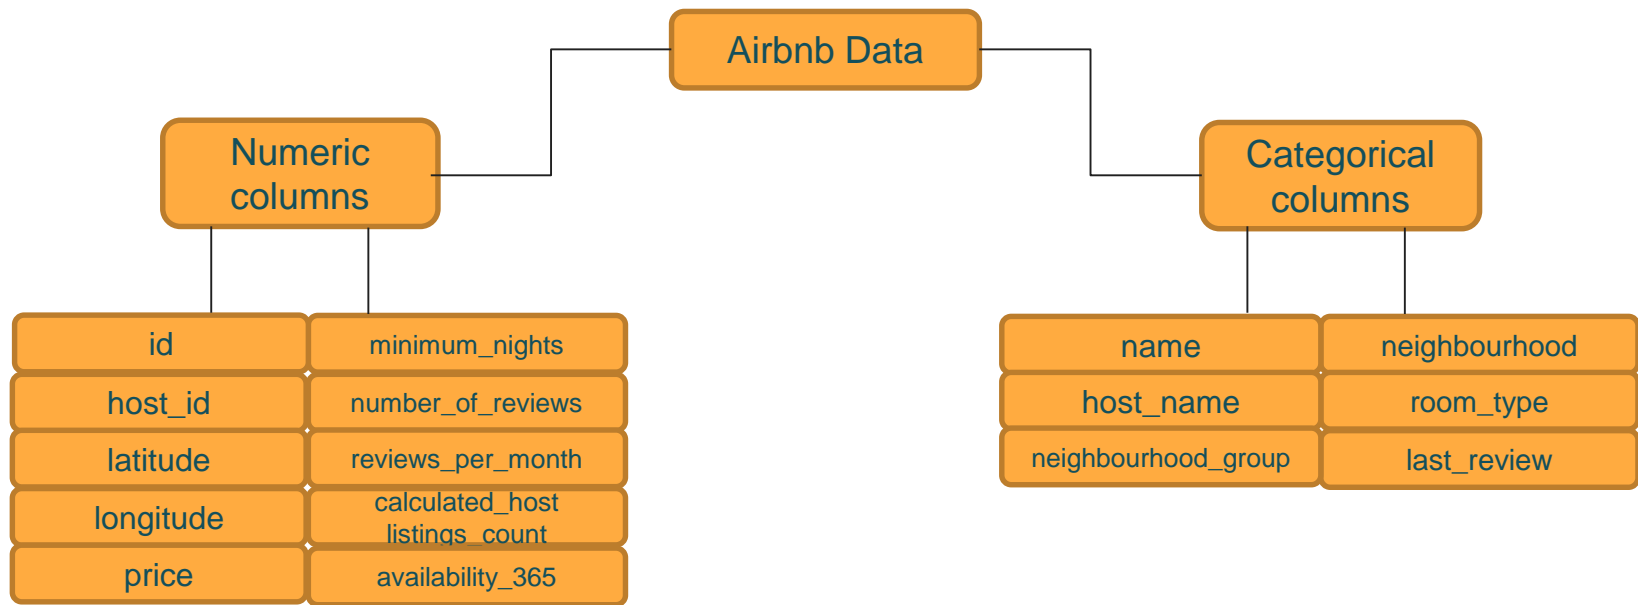 Airbnb Data
Numeric
columns
Categorical
columns
id
host_id
latitude
longitude
price
minimum_nights
number_of_reviews
reviews_per_month
calculated_host
listings_count
availability_365
name
host_name
neighbourhood_group
neighbourhood
room_type
last_review